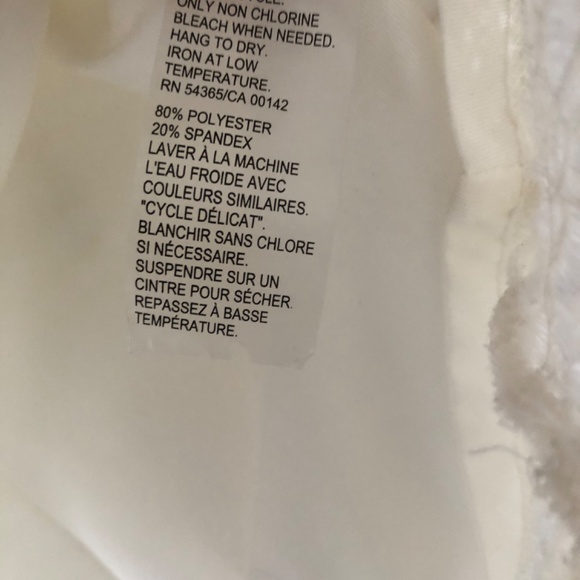 ONLY NON CHLORINE
BLEACH WHEN NEEDED.
HANG TO DRY.
IRON AT LOW
TEMPERATURE.
RN 54365/CA 00142
80% POLYESTER
20% SPANDEX
LAVER À LA MACHINE
L'EAU FROIDE AVEC
COULEURS SIMILAIRES.
"CYCLE DÉLICAT".
BLANCHIR SANS CHLORE
SI NÉCESSAIRE.
SUSPENDRE SUR UN
CINTRE POUR SÉCHER.
REPASSEZ À BASSE
TEMPÉRATURE.